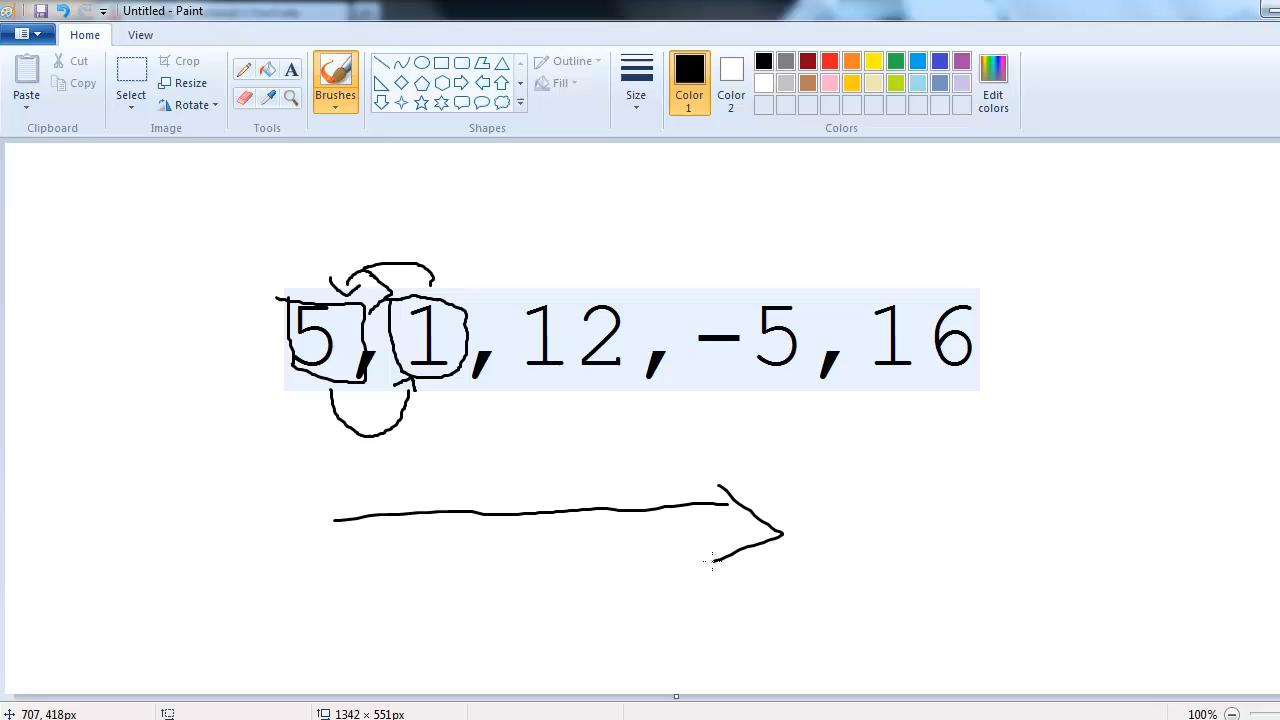 Untitled - Paint
Home View
Paste
Cut
Copy
Clipboard
Select
Crop
Resize
Rotate
Image
A
Tools
Brushes
Outline
Fill
Shapes
Size
Color 1
Color 2
Edit colors
Colors
5,1,12,-5,16
707, 418px
1342 × 551px
100%